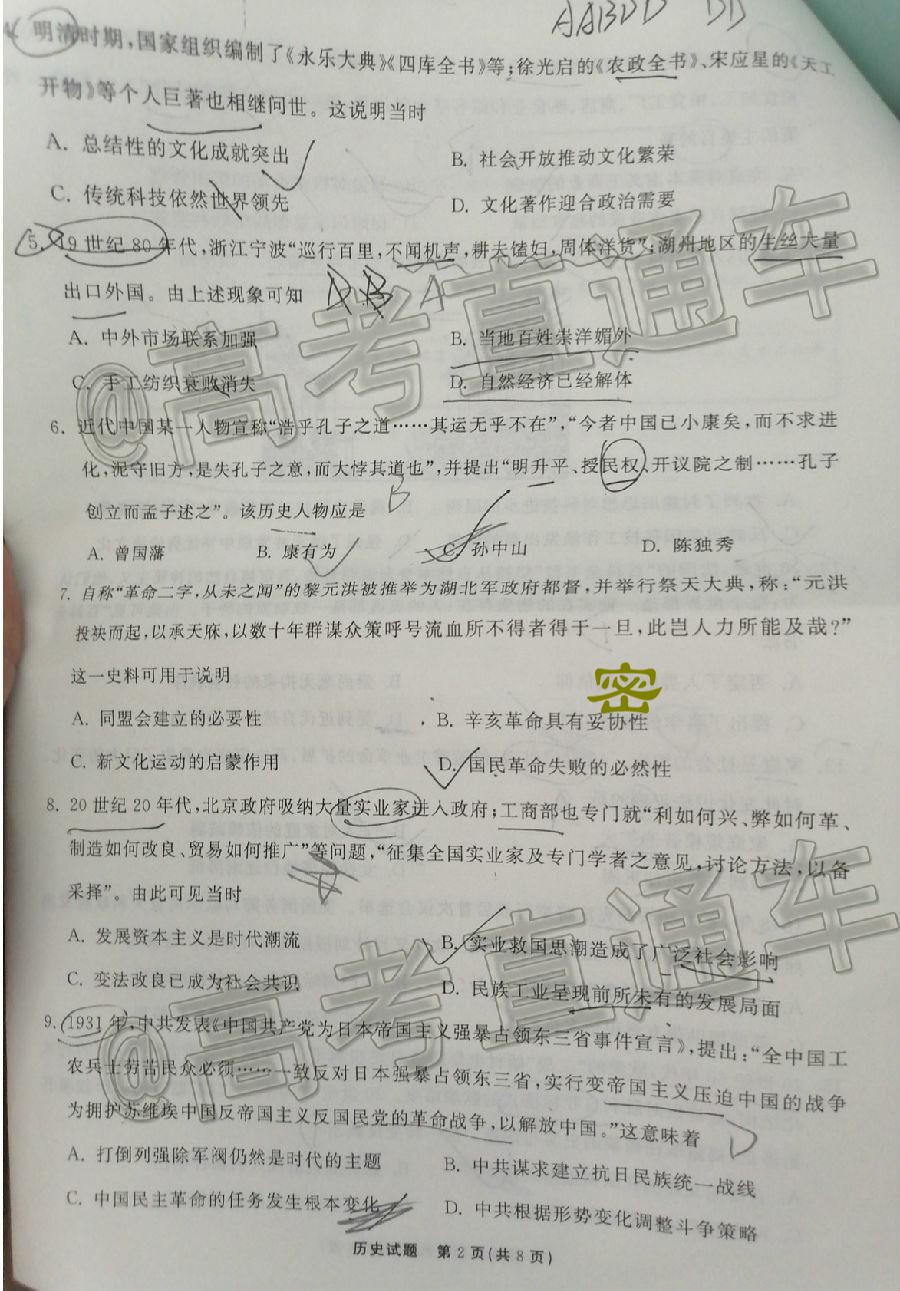 AABDD DD
4. 明清时期,国家组织编制了《永乐大典》《四库全书》等;徐光启的《农政全书》、宋应星的《天工
开物》等个人巨著也相继问世。这说明当时
A. 总结性的文化成就突出 B. 社会开放推动文化繁荣
C. 传统科技依然世界领先 D. 文化著作迎合政治需要
5. 19世纪80年代,浙江宁波“巡行百里,不闻机声,耕夫馌妇,周体洋货”;湖州地区的生丝大量
出口外国。由上述现象可知
A. 中外市场联系加强 B. 当地百姓崇洋媚外
C. 手工纺织衰败消失 D. 自然经济已经解体
6. 近代中国某一人物宣称“浩乎孔子之道……其运无乎不在”,“今者中国已小康矣,而不求进
化,泥守旧方,是失孔子之意,而大悖其道也”,并提出“明升平、授民权、开议院之制……孔子
创立而孟子述之”。该历史人物应是
B
A. 曾国藩 B. 康有为 C. 孙中山 D. 陈独秀
7. 自称“革命二字,从未之闻”的黎元洪被推举为湖北军政府都督,并举行祭天大典,称:“元洪
投袂而起,以承天庥,以数十年群谋众策呼号流血所不得者得于一旦,此岂人力所能及哉?”
这一史料可用于说明
A. 同盟会建立的必要性 B. 辛亥革命具有妥协性
C. 新文化运动的启蒙作用 D. 国民革命失败的必然性
8. 20世纪20年代,北京政府吸纳大量实业家进入政府;工商部也专门就“利如何兴、弊如何革、
制造如何改良、贸易如何推广”等问题,“征集全国实业家及专门学者之意见,讨论方法,以备
采择”。由此可见当时
A. 发展资本主义是时代潮流 B. 实业救国思潮造成了广泛社会影响
C. 变法改良已成为社会共识 D. 民族工业呈现前所未有的发展局面
9. 1931年,中共发表《中国共产党为日本帝国主义强暴占领东三省事件宣言》,提出:“全中国工
农兵士劳苦民众必须……一致反对日本强暴占领东三省,实行变帝国主义压迫中国的战争
为拥护苏维埃中国反帝国主义反国民党的革命战争,以解放中国。”这意味着
D
A. 打倒列强除军阀仍然是时代的主题 B. 中共谋求建立抗日民族统一战线
C. 中国民主革命的任务发生根本变化 D. 中共根据形势变化调整斗争策略
历史试题 第2页(共8页)
@高考直通车
密
@高考直通车